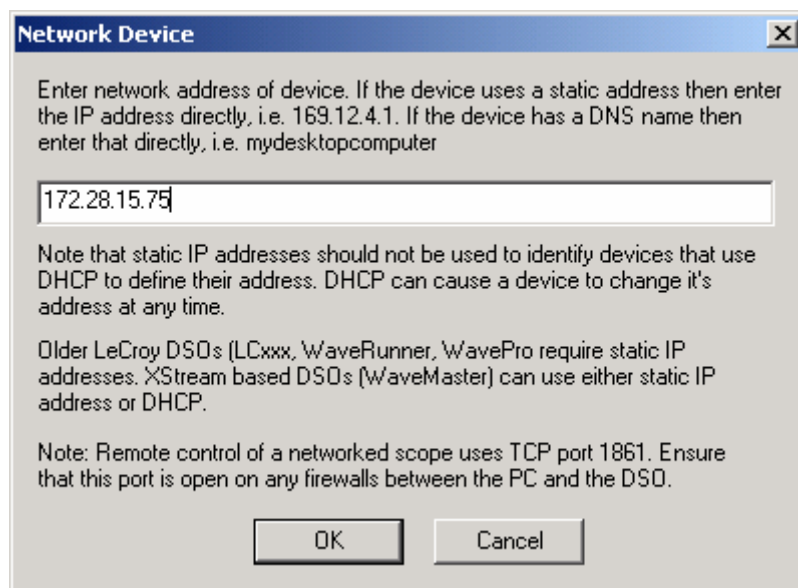 Network Device
Enter network address of device. If the device uses a static address then enter
the IP address directly, i.e. 169.12.4.1. If the device has a DNS name then
enter that directly, i.e. mydesktopcomputer
172.28.15.75
Note that static IP addresses should not be used to identify devices that use
DHCP to define their address. DHCP can cause a device to change it's
address at any time.
Older LeCroy DSOs (LCxxx, WaveRunner, WavePro require static IP
addresses. XStream based DSOs (WaveMaster) can use either static IP
address or DHCP.
Note: Remote control of a networked scope uses TCP port 1861. Ensure
that this port is open on any firewalls between the PC and the DSO.
OK Cancel